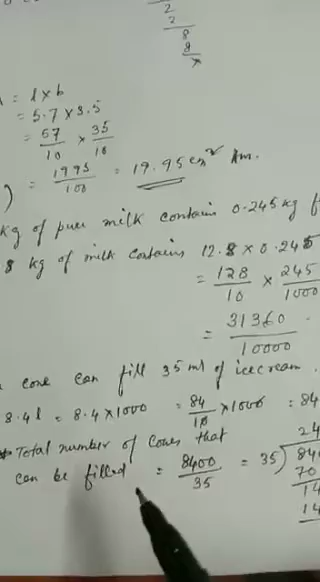 2
2
8
8
x
= l x b
= 5.7 x 3.5
= 57/10 x 35/10
) = 1995/100 = 19.95 cm² Ans.
kg of pure milk contains 0.245 kg f
8 kg of milk contains 12.8 x 0.245
= 128/10 x 245/1000
= 31360/10000
cone can fill 35 ml of icecream.
8.4 l = 8.4 x 1000 = 84/10 x 1000 = 84
Total number of cones that
can be filled = 8400/35 = 35) 840
24
70
14
14